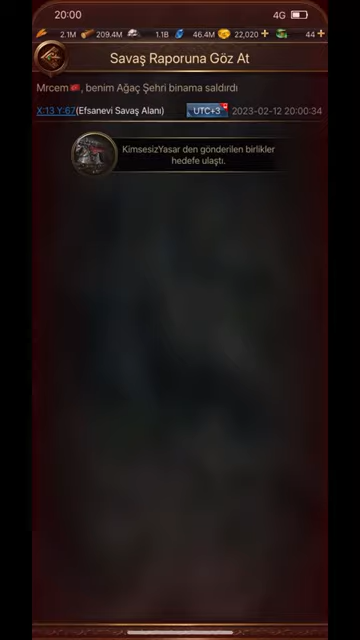 20:00 4G
2.1M 209.4M 1.1B 46.4M 22,020 + 44 +
Savaş Raporuna Göz At
Mrcem🇹🇷, benim Ağaç Şehri binama saldırdı
X:13 Y:67(Efsanevi Savaş Alanı) UTC+3 2023-02-12 20:00:34
KimsesizYasar den gönderilen birlikler
hedefe ulaştı.